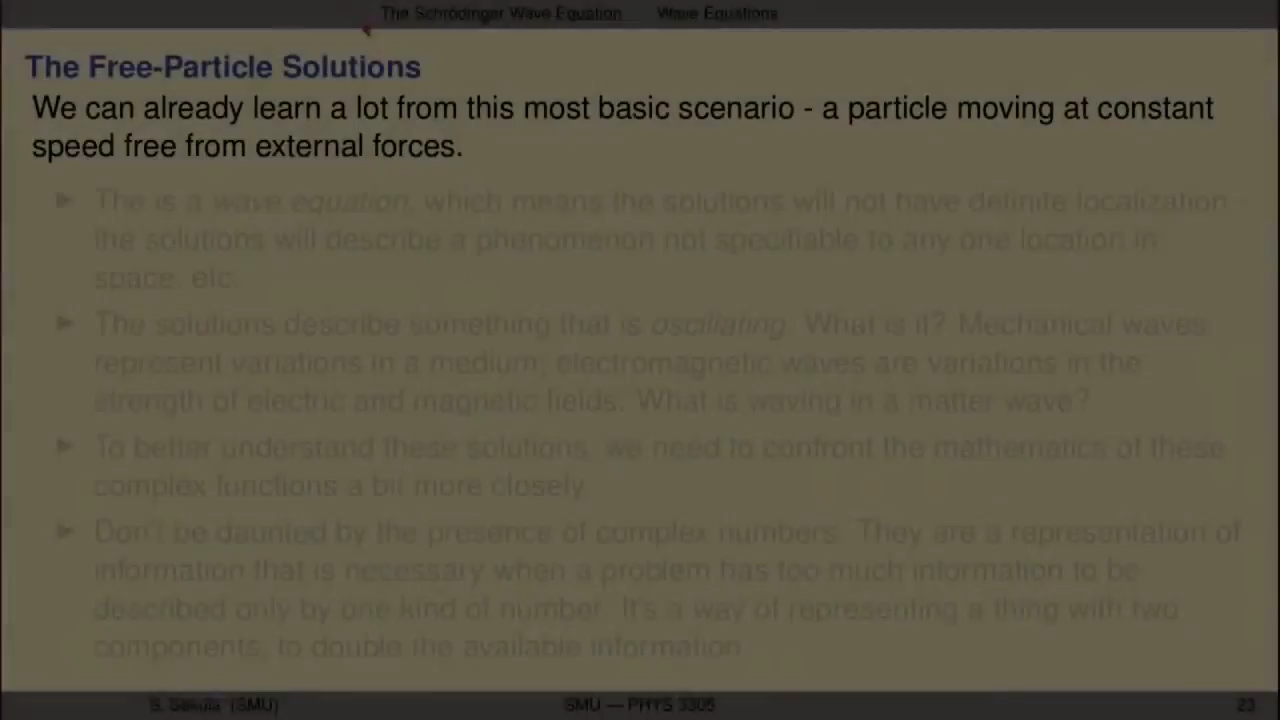 The Schrödinger Wave Equation Wave Equations
The Free-Particle Solutions
We can already learn a lot from this most basic scenario - a particle moving at constant
speed free from external forces.
The is a wave equation, which means the solutions will not have definite localization -
the solutions will describe a phenomenon not specifiable to any one location in
space, etc.
The solutions describe something that is oscillating. What is it? Mechanical waves
represent variations in a medium; electromagnetic waves are variations in the
strength of electric and magnetic fields. What is waving in a matter wave?
To better understand these solutions, we need to confront the mathematics of these
complex functions a bit more closely.
Don't be daunted by the presence of complex numbers. They are a representation of
information that is necessary when a problem has too much information to be
described only by one kind of number. It's a way of representing a thing with two
components, to double the available information.
S. Sekula (SMU) SMU — PHYS 3305 23